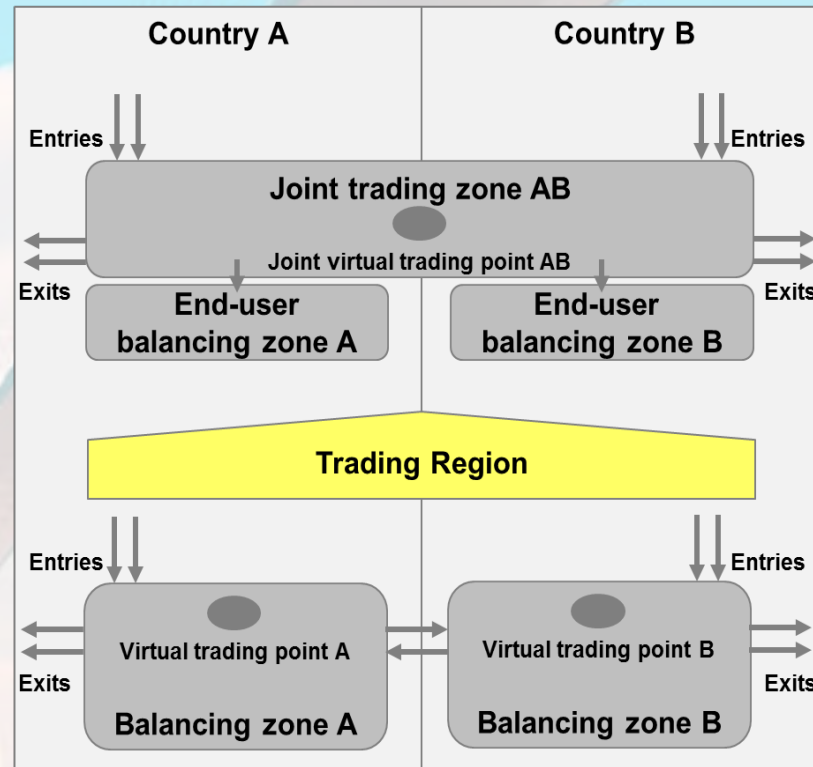 Country A
Country B
Entries
Entries
Joint trading zone AB
Joint virtual trading point AB
Exits
Exits
End-user
balancing zone A
End-user
balancing zone B
Trading Region
Entries
Entries
Virtual trading point A
Virtual trading point B
Exits
Exits
Balancing zone A
Balancing zone B